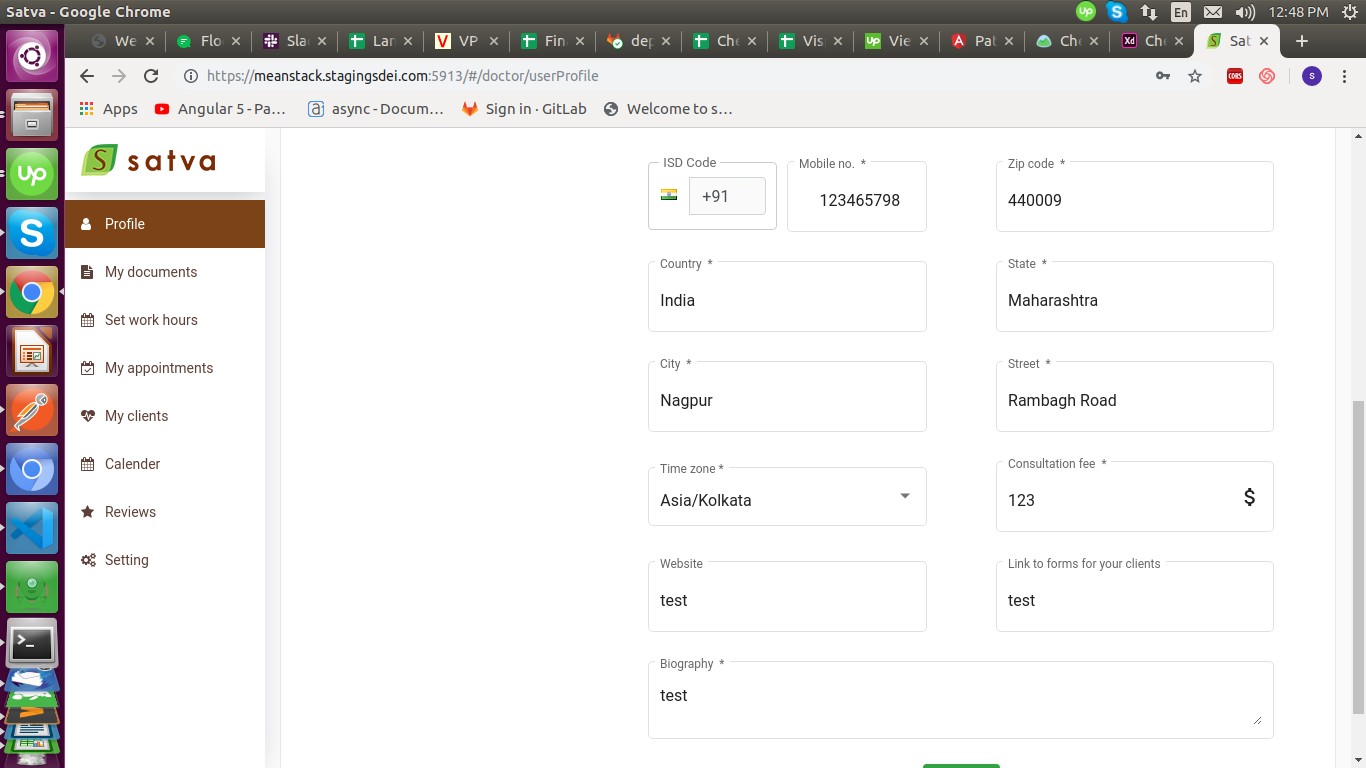 Satva - Google Chrome
En
12:48 PM
We
Flo
Sla
Lan
VP
Fin
dep
Che
Vis
Vie
Pat
Che
Che
Sat
https://meanstack.stagingsdei.com:5913/#/doctor/userProfile
CORS
S
Apps
Angular 5 - Pa...
async - Docum...
Sign in · GitLab
Welcome to s...
satva
Profile
My documents
Set work hours
My appointments
My clients
Calender
Reviews
Setting
ISD Code
Mobile no. *
Zip code *
+91
123465798
440009
Country *
State *
India
Maharashtra
City *
Street *
Nagpur
Rambagh Road
Time zone *
Consultation fee *
Asia/Kolkata
123
$
Website
Link to forms for your clients
test
test
Biography *
test